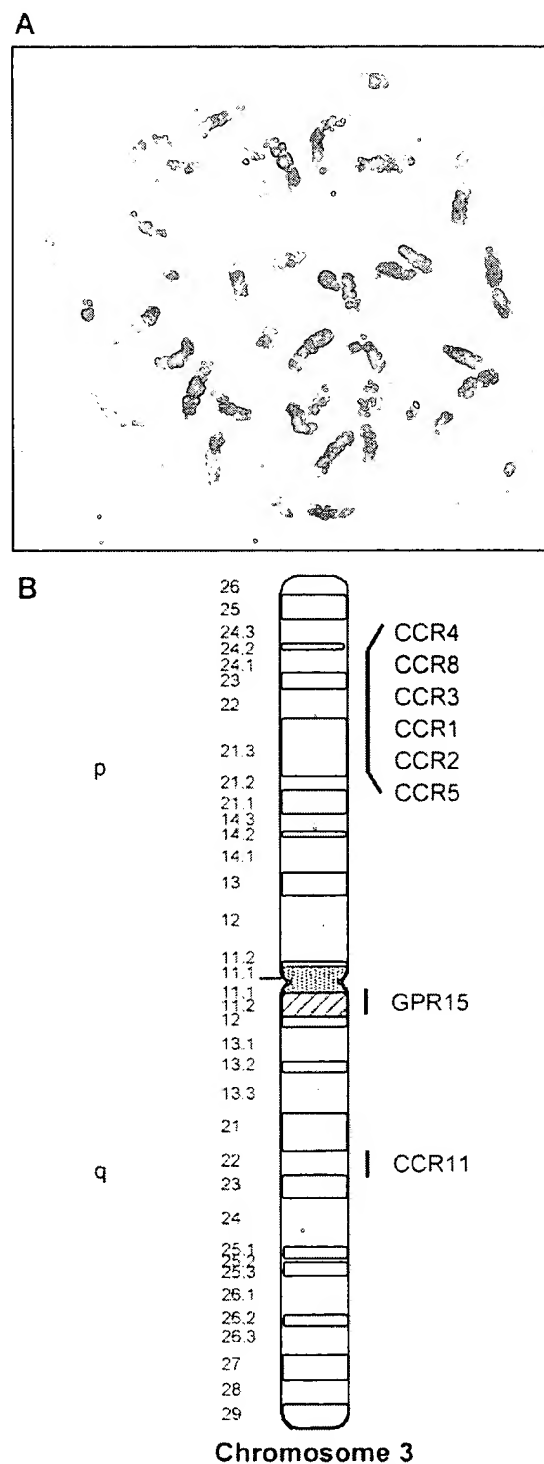 A
B
26
25
24.3
24.2
24.1
23
22
21.3
21.2
21.1
14.3
14.2
14.1
13
12
11.2
11.1
11.1
11.2
12
13.1
13.2
13.3
21
22
23
24
25.1
25.2
25.3
26.1
26.2
26.3
27
28
29
p
q
CCR4
CCR8
CCR3
CCR1
CCR2
CCR5
GPR15
CCR11
Chromosome 3